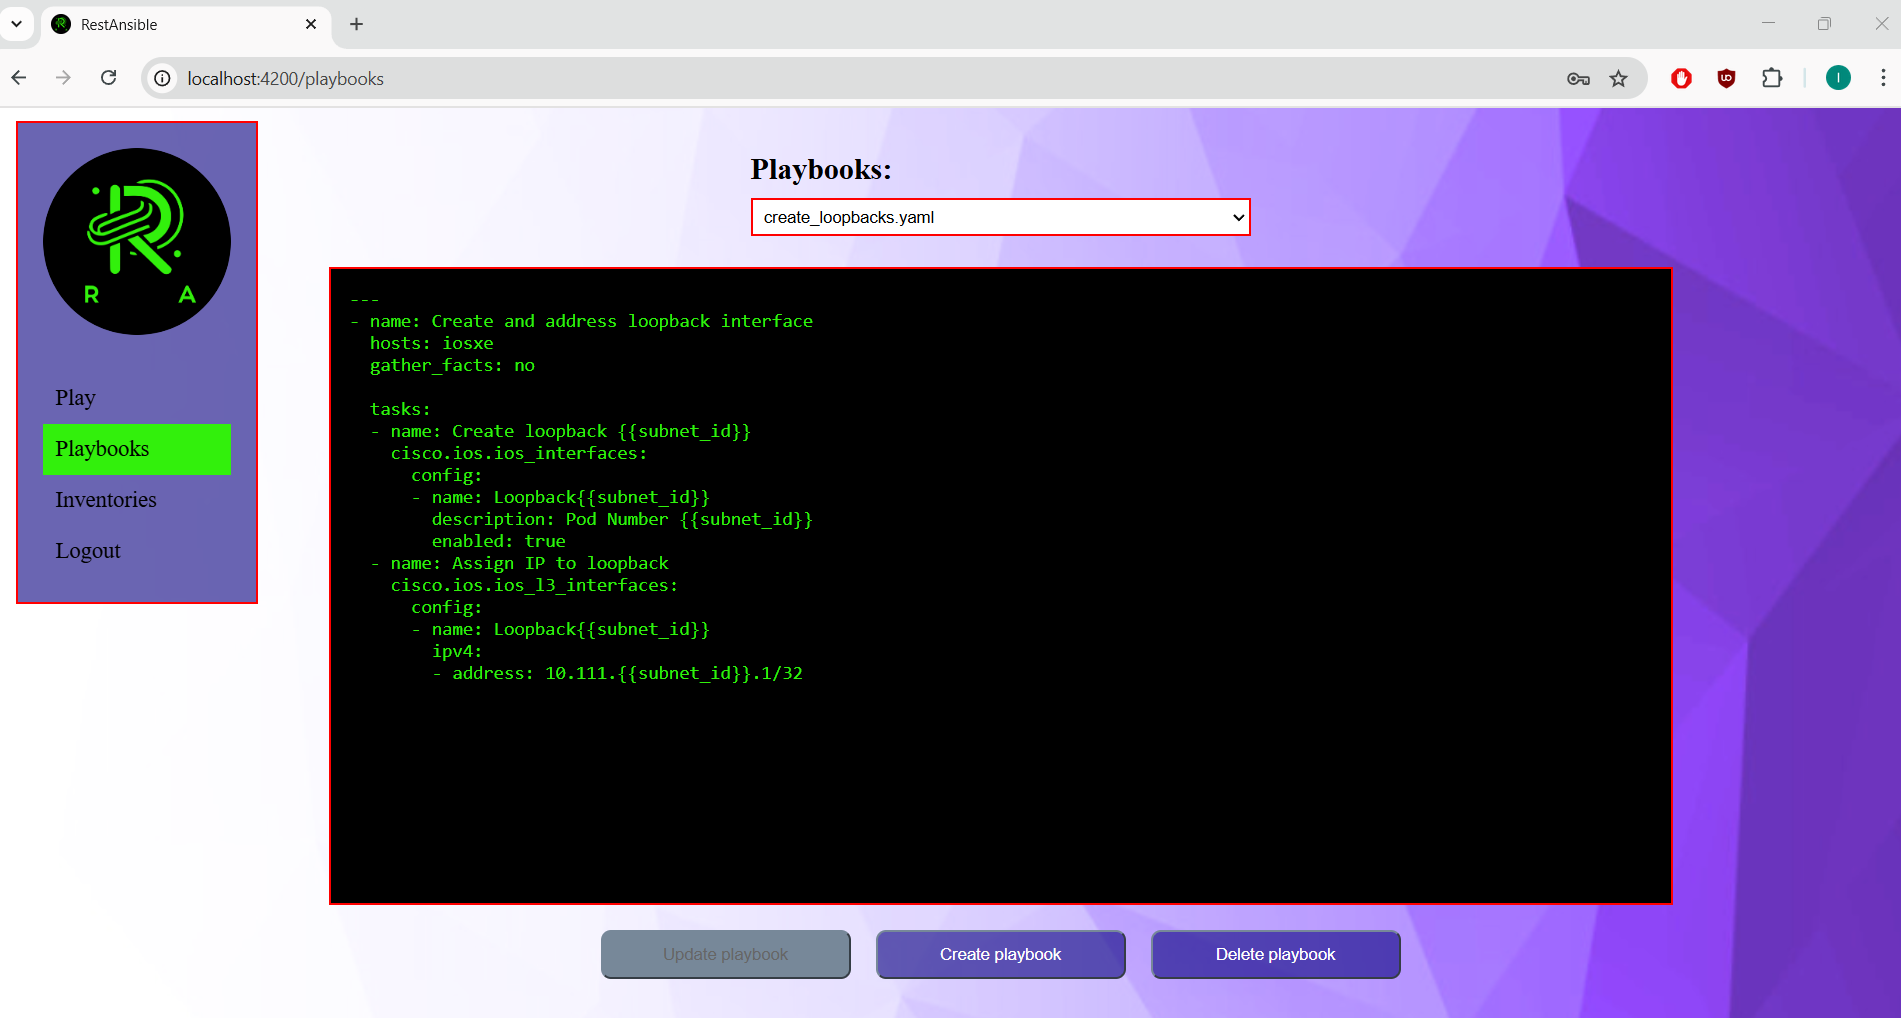 RestAnsible
localhost:4200/playbooks
I
R A
Play
Playbooks
Inventories
Logout
Playbooks:
create_loopbacks.yaml
---
- name: Create and address loopback interface
  hosts: iosxe
  gather_facts: no
  tasks:
  - name: Create loopback {{subnet_id}}
    cisco.ios.ios_interfaces:
      config:
      - name: Loopback{{subnet_id}}
        description: Pod Number {{subnet_id}}
        enabled: true
  - name: Assign IP to loopback
    cisco.ios.ios_l3_interfaces:
      config:
      - name: Loopback{{subnet_id}}
        ipv4:
        - address: 10.111.{{subnet_id}}.1/32
Update playbook
Create playbook
Delete playbook